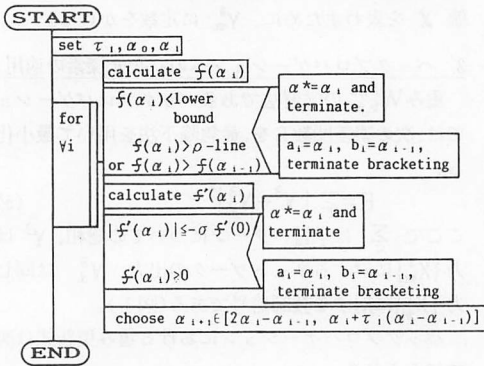 START
set τ₁, α₀, α₁
calculate f(αᵢ)
f(αᵢ)<lower bound
α*=αᵢ and terminate.
for ∀i
f(αᵢ)>ρ-line
or f(αᵢ)> f(αᵢ₋₁)
aᵢ=αᵢ, bᵢ=αᵢ₋₁,
terminate bracketing
calculate f'(αᵢ)
|f'(αᵢ)|≤-σ f'(0)
α*=αᵢ and terminate
f'(αᵢ)≥0
aᵢ=αᵢ, bᵢ=αᵢ₋₁,
terminate bracketing
choose αᵢ₊₁∈[2αᵢ-αᵢ₋₁, αᵢ+τ₁(αᵢ-αᵢ₋₁)]
END